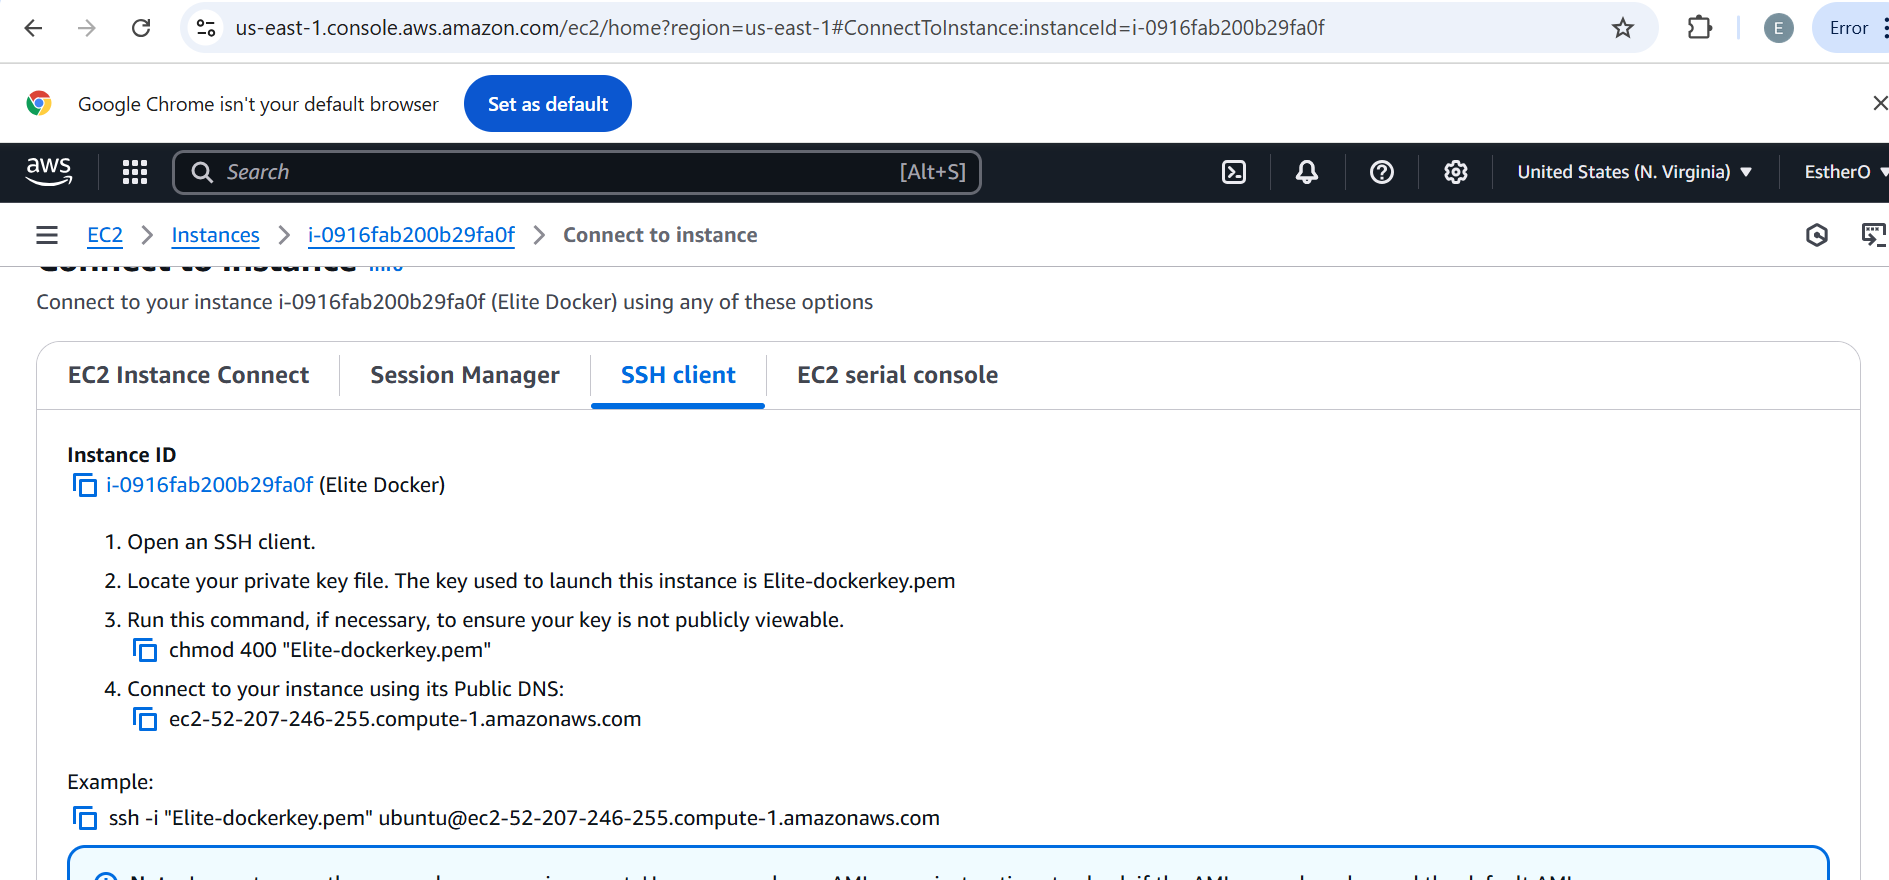 us-east-1.console.aws.amazon.com/ec2/home?region=us-east-1#ConnectToInstance:instanceId=i-0916fab200b29fa0f
E
Error
Google Chrome isn't your default browser
Set as default
aws
Search
[Alt+S]
United States (N. Virginia)
EstherO
EC2 > Instances > i-0916fab200b29fa0f > Connect to instance
Connect to instance Info
Connect to your instance i-0916fab200b29fa0f (Elite Docker) using any of these options
EC2 Instance Connect
Session Manager
SSH client
EC2 serial console
Instance ID
i-0916fab200b29fa0f (Elite Docker)
1. Open an SSH client.
2. Locate your private key file. The key used to launch this instance is Elite-dockerkey.pem
3. Run this command, if necessary, to ensure your key is not publicly viewable.
chmod 400 "Elite-dockerkey.pem"
4. Connect to your instance using its Public DNS:
ec2-52-207-246-255.compute-1.amazonaws.com
Example:
ssh -i "Elite-dockerkey.pem" ubuntu@ec2-52-207-246-255.compute-1.amazonaws.com